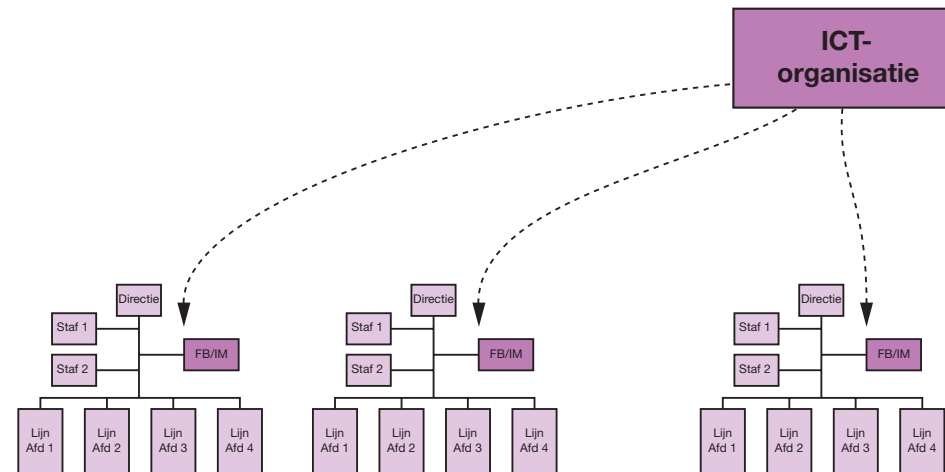 ICT-
organisatie
Directie
Staf 1
FB/IM
Staf 2
Lijn
Afd 1
Lijn
Afd 2
Lijn
Afd 3
Lijn
Afd 4
Directie
Staf 1
FB/IM
Staf 2
Lijn
Afd 1
Lijn
Afd 2
Lijn
Afd 3
Lijn
Afd 4
Directie
Staf 1
FB/IM
Staf 2
Lijn
Afd 1
Lijn
Afd 2
Lijn
Afd 3
Lijn
Afd 4